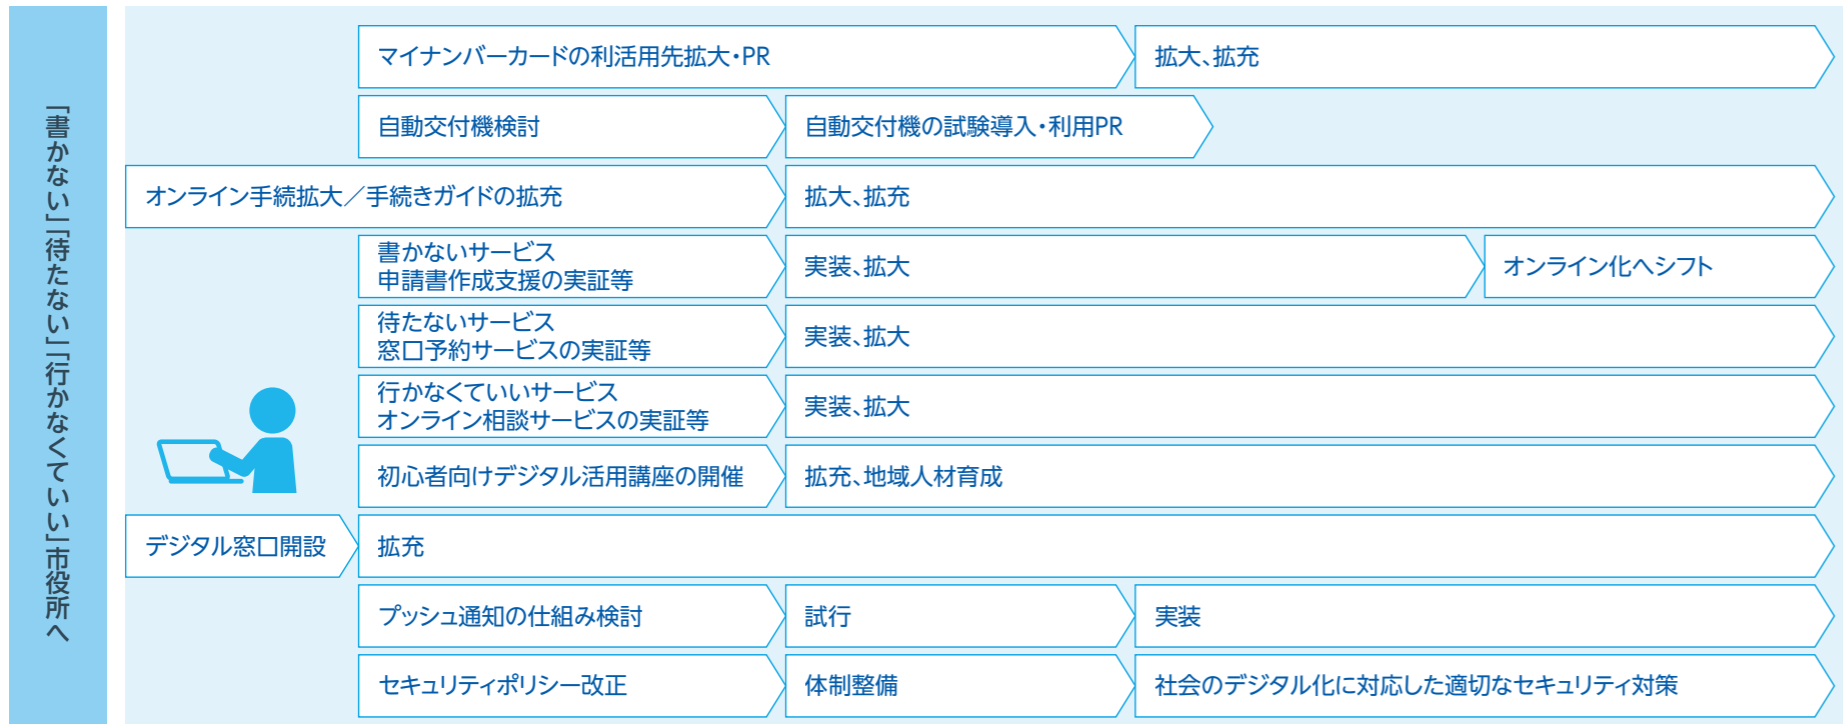 「書かない」「待たない」「行かなくていい」市役所へ
マイナンバーカードの利活用先拡大・PR
拡大、拡充
自動交付機検討
自動交付機の試験導入・利用PR
オンライン手続拡大／手続きガイドの拡充
拡大、拡充
書かないサービス
申請書作成支援の実証等
実装、拡大
オンライン化へシフト
待たないサービス
窓口予約サービスの実証等
実装、拡大
行かなくていいサービス
オンライン相談サービスの実証等
実装、拡大
初心者向けデジタル活用講座の開催
拡充、地域人材育成
デジタル窓口開設
拡充
プッシュ通知の仕組み検討
試行
実装
セキュリティポリシー改正
体制整備
社会のデジタル化に対応した適切なセキュリティ対策